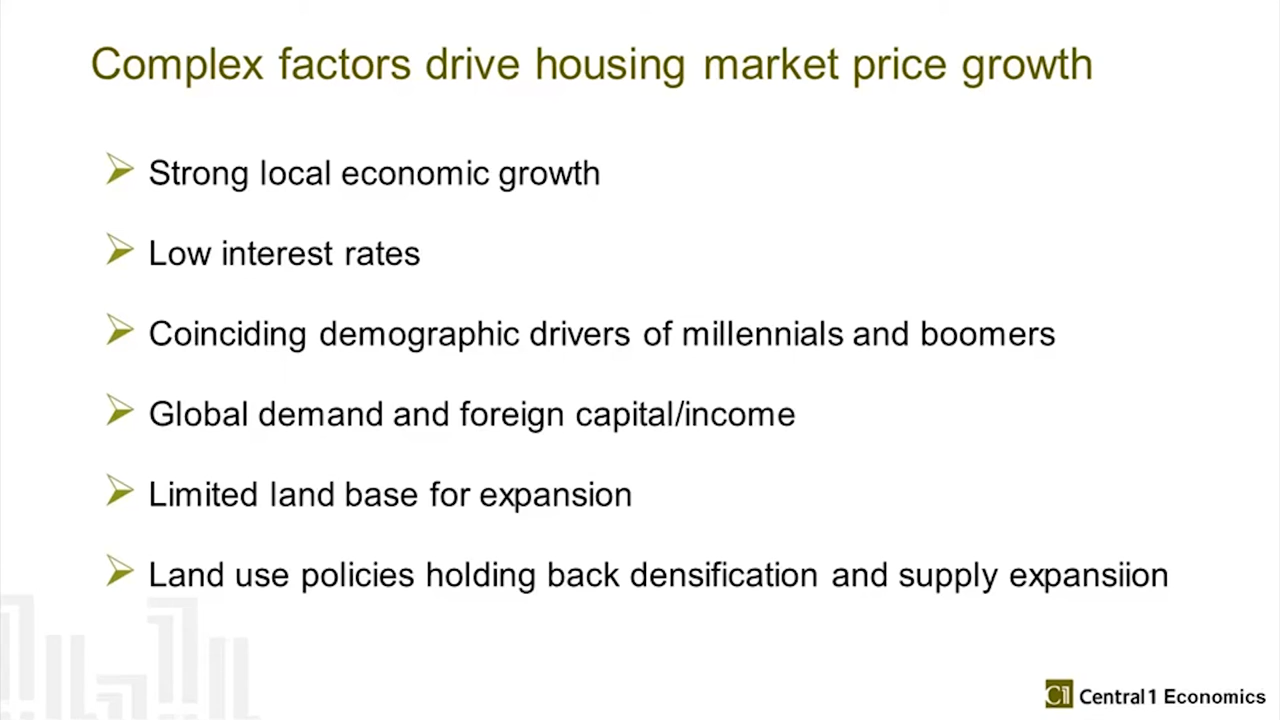 Complex factors drive housing market price growth
Strong local economic growth
Low interest rates
Coinciding demographic drivers of millennials and boomers
Global demand and foreign capital/income
Limited land base for expansion
Land use policies holding back densification and supply expansiion
C1 Central 1 Economics